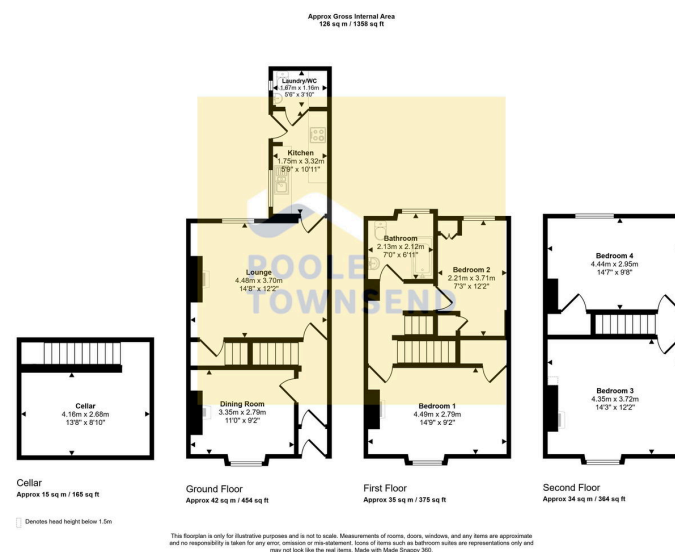 Approx Gross Internal Area
126 sq m / 1358 sq ft
Laundry/WC
1.67m x 1.16m
5'6" x 3'10"
Kitchen
1.75m x 3.32m
5'9" x 10'11"
Lounge
4.48m x 3.70m
14'8" x 12'2"
Dining Room
3.35m x 2.79m
11'0" x 9'2"
Bathroom
2.13m x 2.12m
7'0" x 6'11"
Bedroom 2
2.21m x 3.71m
7'3" x 12'2"
Bedroom 1
4.49m x 2.79m
14'9" x 9'2"
Bedroom 4
4.44m x 2.95m
14'7" x 9'8"
Bedroom 3
4.35m x 3.72m
14'3" x 12'2"
Cellar
4.16m x 2.68m
13'8" x 8'10"
POOLE
TOWNSEND
Cellar
Approx 15 sq m / 165 sq ft
Ground Floor
Approx 42 sq m / 454 sq ft
First Floor
Approx 35 sq m / 375 sq ft
Second Floor
Approx 34 sq m / 364 sq ft
Denotes head height below 1.5m
This floorplan is only for illustrative purposes and is not to scale. Measurements of rooms, doors, windows, and any items are approximate
and no responsibility is taken for any error, omission or mis-statement. Icons of items such as bathroom suites are representations only and
may not look like the real items. Made with Made Snappy 360.